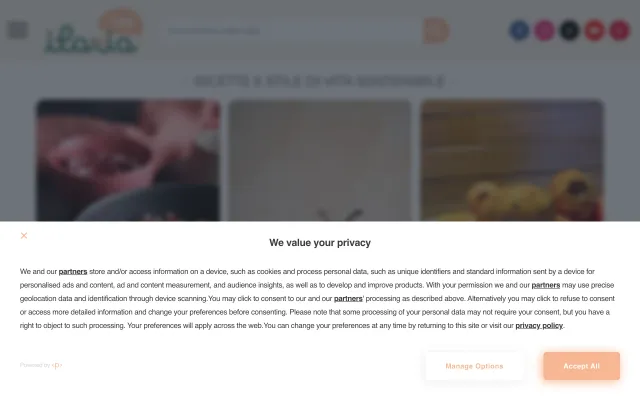 ilaria
RICETTE E STILE DI VITA SOSTENIBILE
We value your privacy
We and our partners store and/or access information on a device, such as cookies and process personal data, such as unique identifiers and standard information sent by a device for
personalised ads and content, ad and content measurement, and audience insights, as well as to develop and improve products. With your permission we and our partners may use precise
geolocation data and identification through device scanning.You may click to consent to our and our partners' processing as described above. Alternatively you may click to refuse to consent
or access more detailed information and change your preferences before consenting. Please note that some processing of your personal data may not require your consent, but you have a
right to object to such processing. Your preferences will apply across the web.You can change your preferences at any time by returning to this site or visit our privacy policy.
Powered by
Manage Options
Accept All